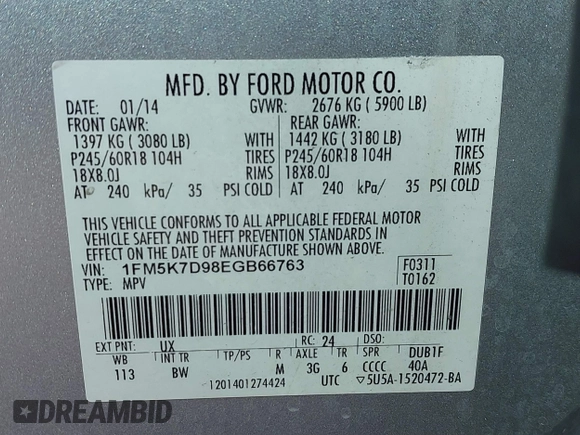 MFD. BY FORD MOTOR CO.
DATE: 01/14 GVWR: 2676 KG ( 5900 LB)
FRONT GAWR: REAR GAWR:
1397 KG ( 3080 LB) WITH 1442 KG ( 3180 LB) WITH
P245/60R18 104H TIRES P245/60R18 104H TIRES
18X8.0J RIMS 18X8.0J RIMS
AT 240 kPa/ 35 PSI COLD AT 240 kPa/ 35 PSI COLD
THIS VEHICLE CONFORMS TO ALL APPLICABLE FEDERAL MOTOR
VEHICLE SAFETY AND THEFT PREVENTION STANDARDS IN
EFFECT ON THE DATE OF MANUFACTURE SHOWN ABOVE.
VIN: 1FM5K7D98EGB66763 F0311
TYPE: MPV T0162
EXT PNT: UX RC: 24 DSO:
WB INT TR TP/PS R AXLE TR SPR DUB1F
113 BW M 3G 6 CCCC 40A
1201401274424 UTC ▽5U5A-1520472-BA
DREAMBID